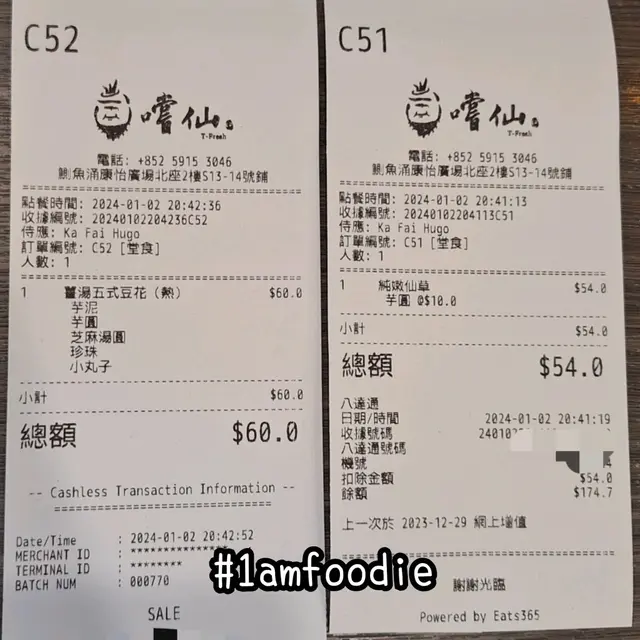 C52
嚐仙
T-Fresh
電話: +852 5915 3046
鰂魚涌康怡廣場北座2樓S13-14號鋪
點餐時間: 2024-01-02 20:42:36
收據編號: 20240102204236C52
侍應: Ka Fai Hugo
訂單編號: C52 [堂食]
人數: 1
1 薑湯五式豆花 (熱) $60.0
芋泥
芋圓
芝麻湯圓
珍珠
小丸子
小計 $60.0
總額 $60.0
-- Cashless Transaction Information --
Date/Time : 2024-01-02 20:42:52
MERCHANT ID : ***************
TERMINAL ID : ********
BATCH NUM : 000770
SALE
C51
嚐仙
T-Fresh
電話: +852 5915 3046
鰂魚涌康怡廣場北座2樓S13-14號鋪
點餐時間: 2024-01-02 20:41:13
收據編號: 20240102204113C51
侍應: Ka Fai Hugo
訂單編號: C51 [堂食]
人數: 1
1 純嫩仙草 $54.0
芋圓 @$10.0
小計 $54.0
總額 $54.0
八達通
日期/時間 2024-01-02 20:41:19
收據號碼
八達通號碼
機號
扣除金額 $54.0
餘額 $174.7
上一次於 2023-12-29 網上增值
謝謝光臨
Powered by Eats365
#1amfoodie